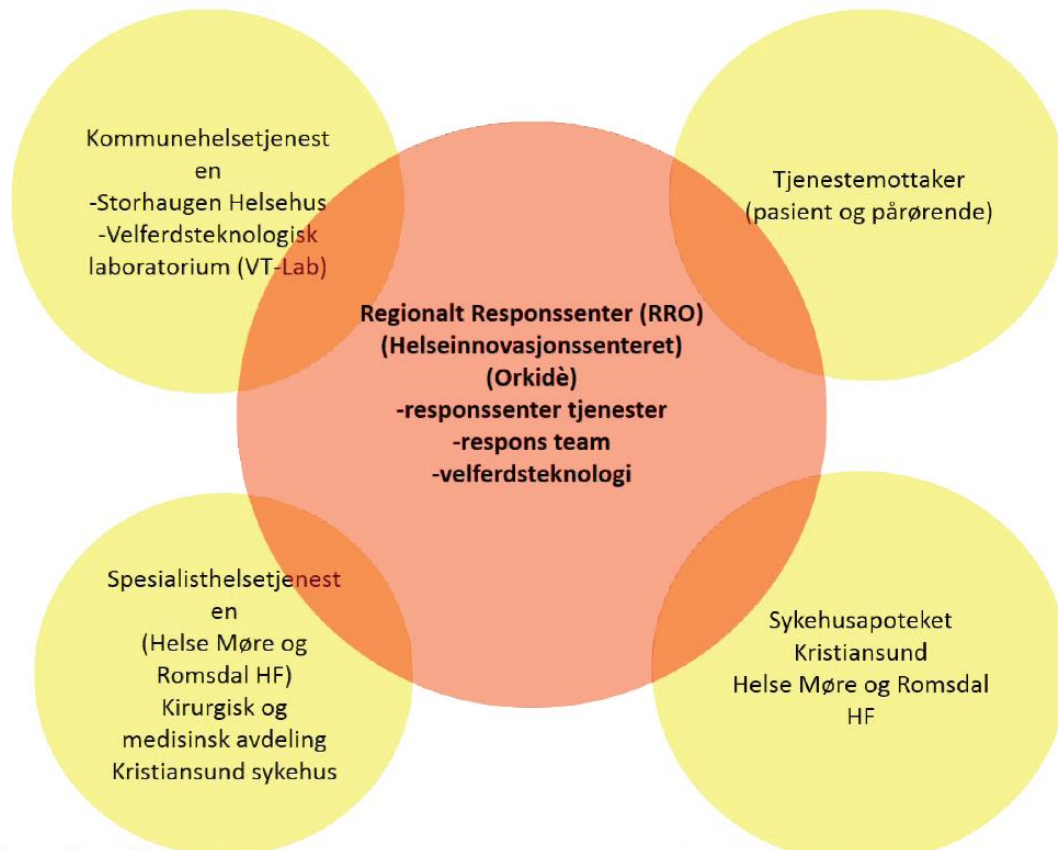 Kommunehelsetjenest
en
-Storhaugen Helsehus
-Velferdsteknologisk
laboratorium (VT-Lab)
Tjenestemottaker
(pasient og pårørende)
Regionalt Responssenter (RRO)
(Helseinnovasjonssenteret)
(Orkidè)
-responssenter tjenester
-respons team
-velferdsteknologi
Spesialisthelsetjenest
en
(Helse Møre og
Romsdal HF)
Kirurgisk og
medisinsk avdeling
Kristiansund sykehus
Sykehusapoteket
Kristiansund
Helse Møre og Romsdal
HF